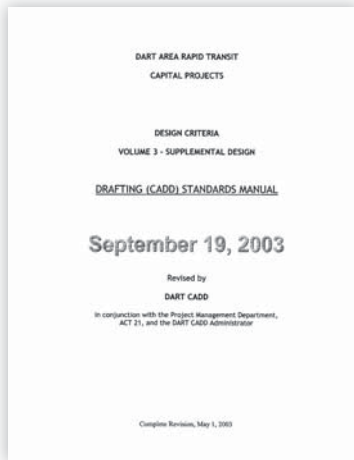 DART AREA RAPID TRANSIT
CAPITAL PROJECTS
DESIGN CRITERIA
VOLUME 3 - SUPPLEMENTAL DESIGN
DRAFTING (CADD) STANDARDS MANUAL
September 19, 2003
Revised by
DART CADD
in conjunction with the Project Management Department,
ACT 21, and the DART CADD Administrator
Complete Revision, May 1, 2003